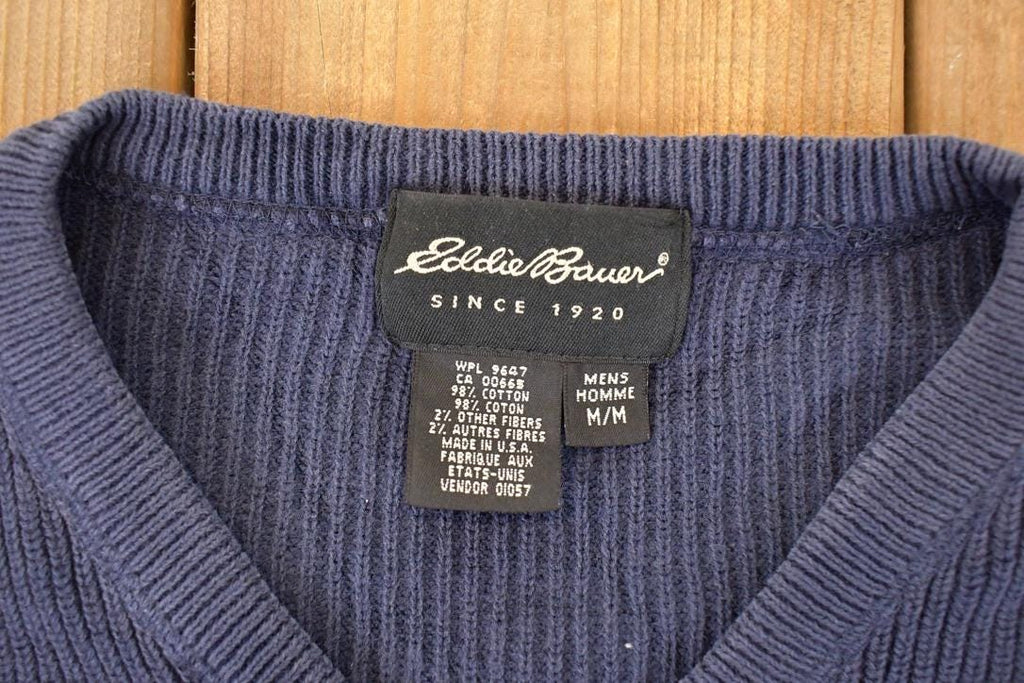 Eddie Bauer®
SINCE 1920
WPL 9647
CA 00665
98% COTTON
98% COTON
2% OTHER FIBERS
2% AUTRES FIBRES
MADE IN U.S.A.
FABRIQUE AUX
ETATS-UNIS
VENDOR 01057
MENS
HOMME
M/M